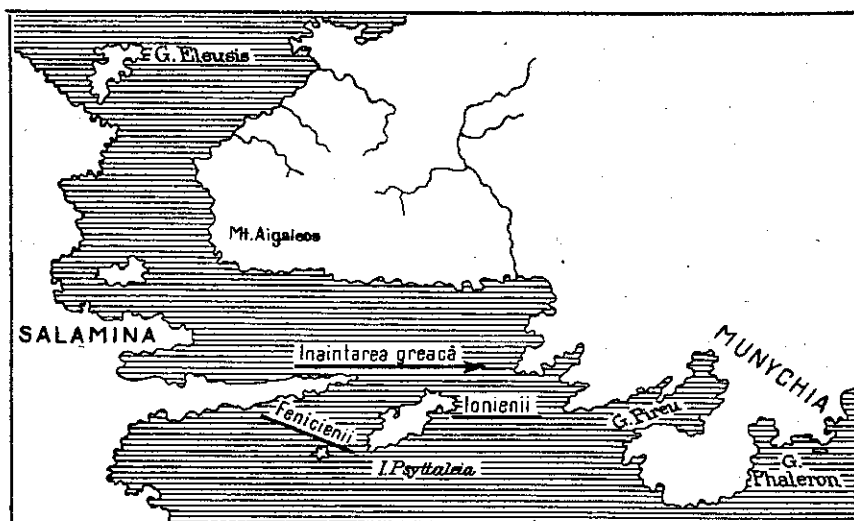 G. Eleusis
Mt. Aigaleos
SALAMINA
Inaintarea greacă
MUNYCHIA
Fenicienii
Ionienii
G. Pireu
I. Psyttaleia
G.
Phaleron